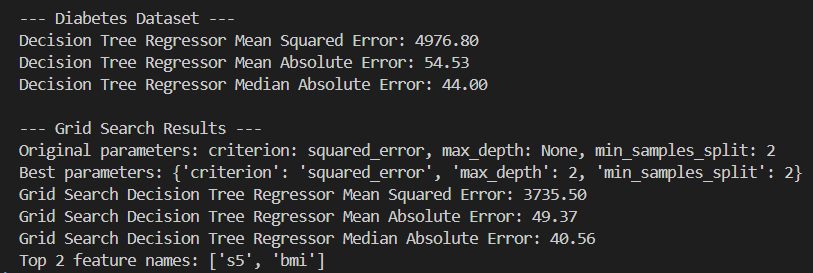 --- Diabetes Dataset ---
Decision Tree Regressor Mean Squared Error: 4976.80
Decision Tree Regressor Mean Absolute Error: 54.53
Decision Tree Regressor Median Absolute Error: 44.00
--- Grid Search Results ---
Original parameters: criterion: squared_error, max_depth: None, min_samples_split: 2
Best parameters: {'criterion': 'squared_error', 'max_depth': 2, 'min_samples_split': 2}
Grid Search Decision Tree Regressor Mean Squared Error: 3735.50
Grid Search Decision Tree Regressor Mean Absolute Error: 49.37
Grid Search Decision Tree Regressor Median Absolute Error: 40.56
Top 2 feature names: ['s5', 'bmi']